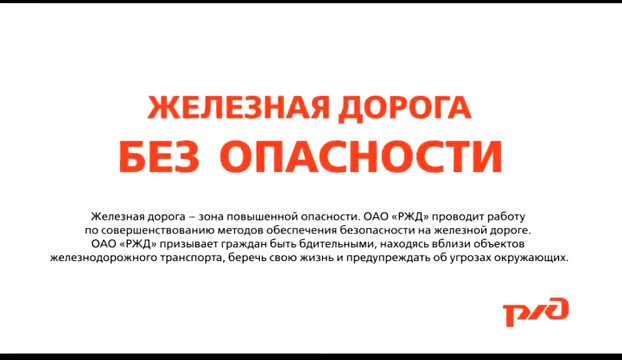 ЖЕЛЕЗНАЯ ДОРОГА
БЕЗ ОПАСНОСТИ
Железная дорога – зона повышенной опасности. ОАО «РЖД» проводит работу
по совершенствованию методов обеспечения безопасности на железной дороге.
ОАО «РЖД» призывает граждан быть бдительными, находясь вблизи объектов
железнодорожного транспорта, беречь свою жизнь и предупреждать об угрозах окружающих.
ржд